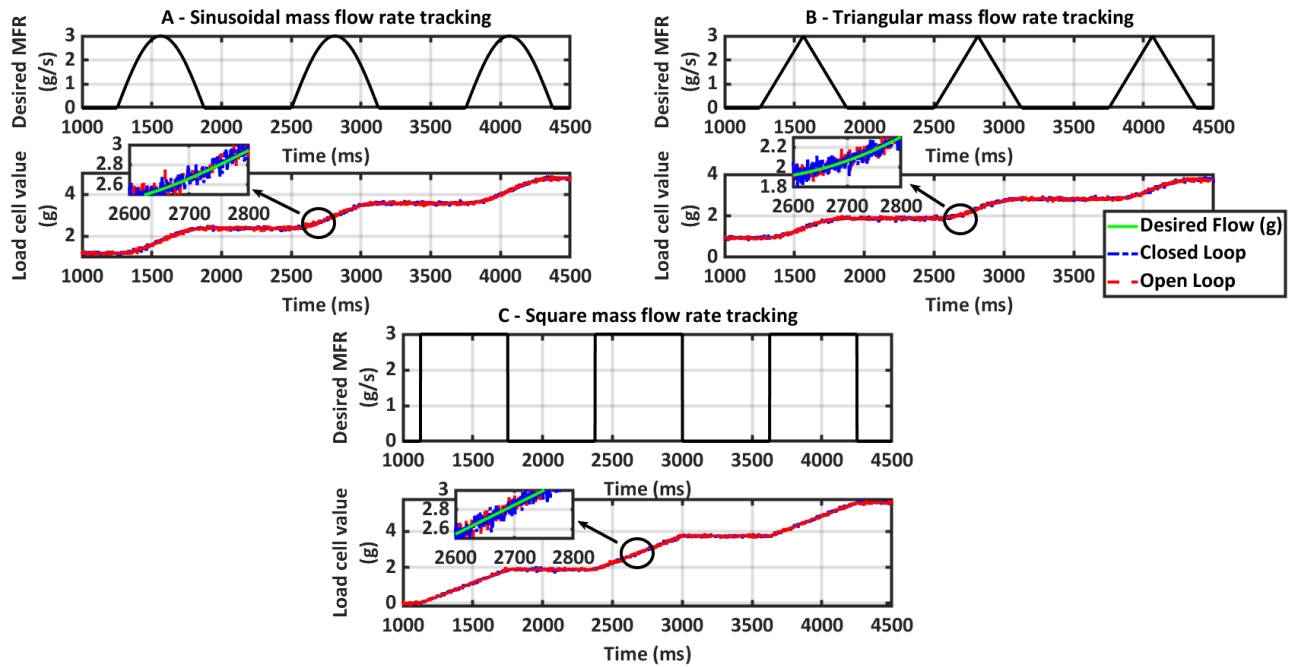 A - Sinusoidal mass flow rate tracking
Desired MFR
(g/s)
3
2
1
0
1000 1500 2000 2500 3000 3500 4000 4500
Time (ms)
Load cell value
(g)
4
2
3
2.8
2.6
2600 2700 2800
1000 1500 2000 2500 3000 3500 4000 4500
Time (ms)
B - Triangular mass flow rate tracking
Desired MFR
(g/s)
3
2
1
0
1000 1500 2000 2500 3000 3500 4000 4500
Time (ms)
Load cell value
(g)
4
2
0
2.2
2
1.8
2600 2700 2800
1000 1500 2000 2500 3000 3500
Time (ms)
Desired Flow (g)
Closed Loop
Open Loop
C - Square mass flow rate tracking
Desired MFR
(g/s)
3
2
1
0
1000 1500 2000 2500 3000 3500 4000 4500
Time (ms)
Load cell value
(g)
4
2
0
3
2.8
2.6
2600 2700 2800
1000 1500 2000 2500 3000 3500 4000 4500
Time (ms)